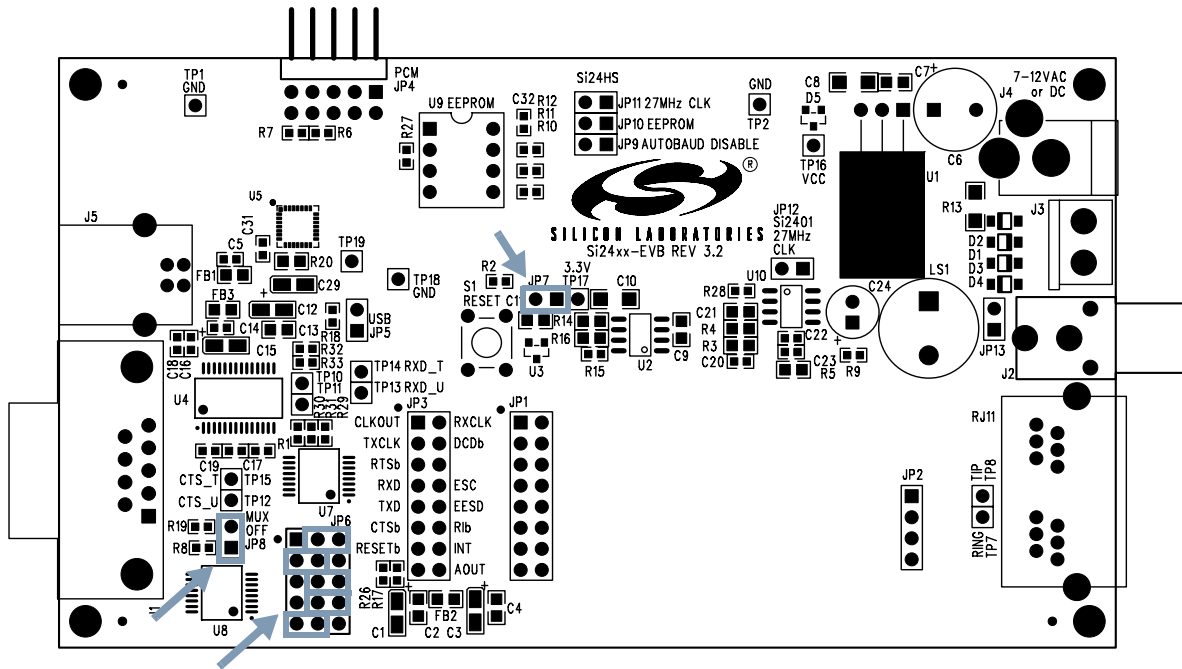 TP1
GND
PCM
JP4
R7
R6
U9 EEPROM
R27
C32
R12
R11
R10
Si24HS
JP11 27MHz CLK
JP10 EEPROM
JP9 AUTOBAUD DISABLE
GND
TP2
C8
D5
TP16
VCC
C7
+
C6
7-12VAC
or DC
J4
U1
R13
J3
D2
D1
D3
D4
®
SILICON LABORATORIES
Si24xx-EVB REV 3.2
JP12
Si2401
27MHz
CLK
J5
U5
C31
C5
FB1
R20
C29
TP19
TP18
GND
FB3
+
C12
C14
C13
+
C15
C18
C16
R18
R32
R33
USB
JP5
TP10
TP11
TP14 RXD_T
TP13 RXD_U
S1
RESET
R2
C1
JP7
3.3V
TP17
C10
R14
R16
R15
U3
U2
C9
U10
R28
C21
R4
R3
C20
C22
C23
R5
C24
+
R9
LS1
JP13
J2
U4
R30
R31
R29
R1
C19
C17
CTS_T
TP15
CTS_U
TP12
MUX
OFF
JP8
R19
R8
U7
JP6
U8
R26
R17
JP3
CLKOUT
RXCLK
TXCLK
DCDb
RTSb
RXD
ESC
TXD
EESD
CTSb
RIb
RESETb
INT
AOUT
JP1
+
C1
C2
FB2
C3
+
C4
JP2
RJ11
TIP
TP8
RING
TP7